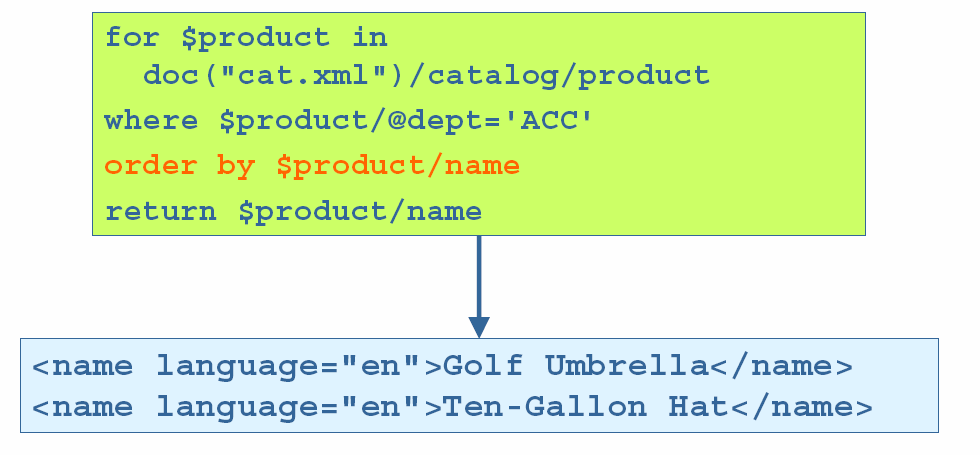 for $product in
  doc("cat.xml")/catalog/product
where $product/@dept='ACC'
order by $product/name
return $product/name
<name language="en">Golf Umbrella</name>
<name language="en">Ten-Gallon Hat</name>